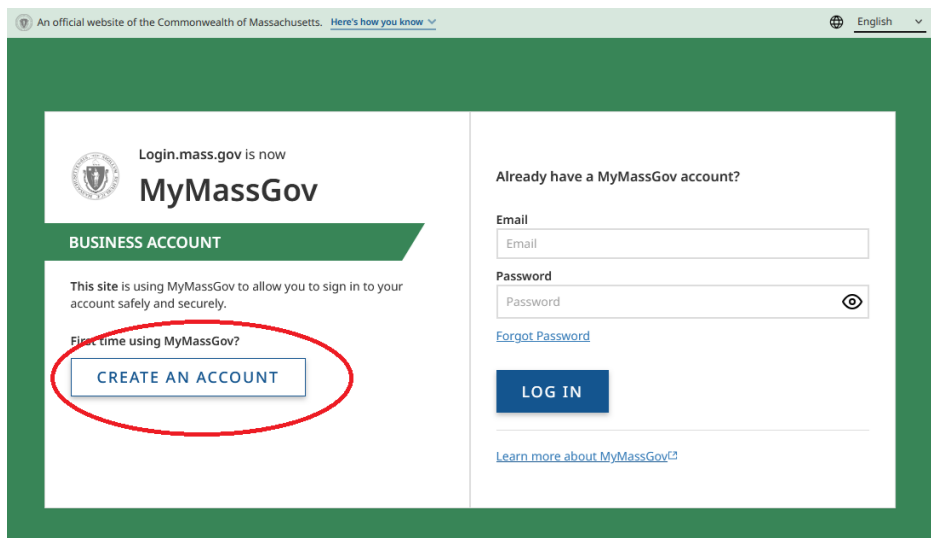 An official website of the Commonwealth of Massachusetts. Here's how you know
English
Login.mass.gov is now
MyMassGov
BUSINESS ACCOUNT
This site is using MyMassGov to allow you to sign in to your
account safely and securely.
First time using MyMassGov?
CREATE AN ACCOUNT
Already have a MyMassGov account?
Email
Email
Password
Password
Forgot Password
LOG IN
Learn more about MyMassGov